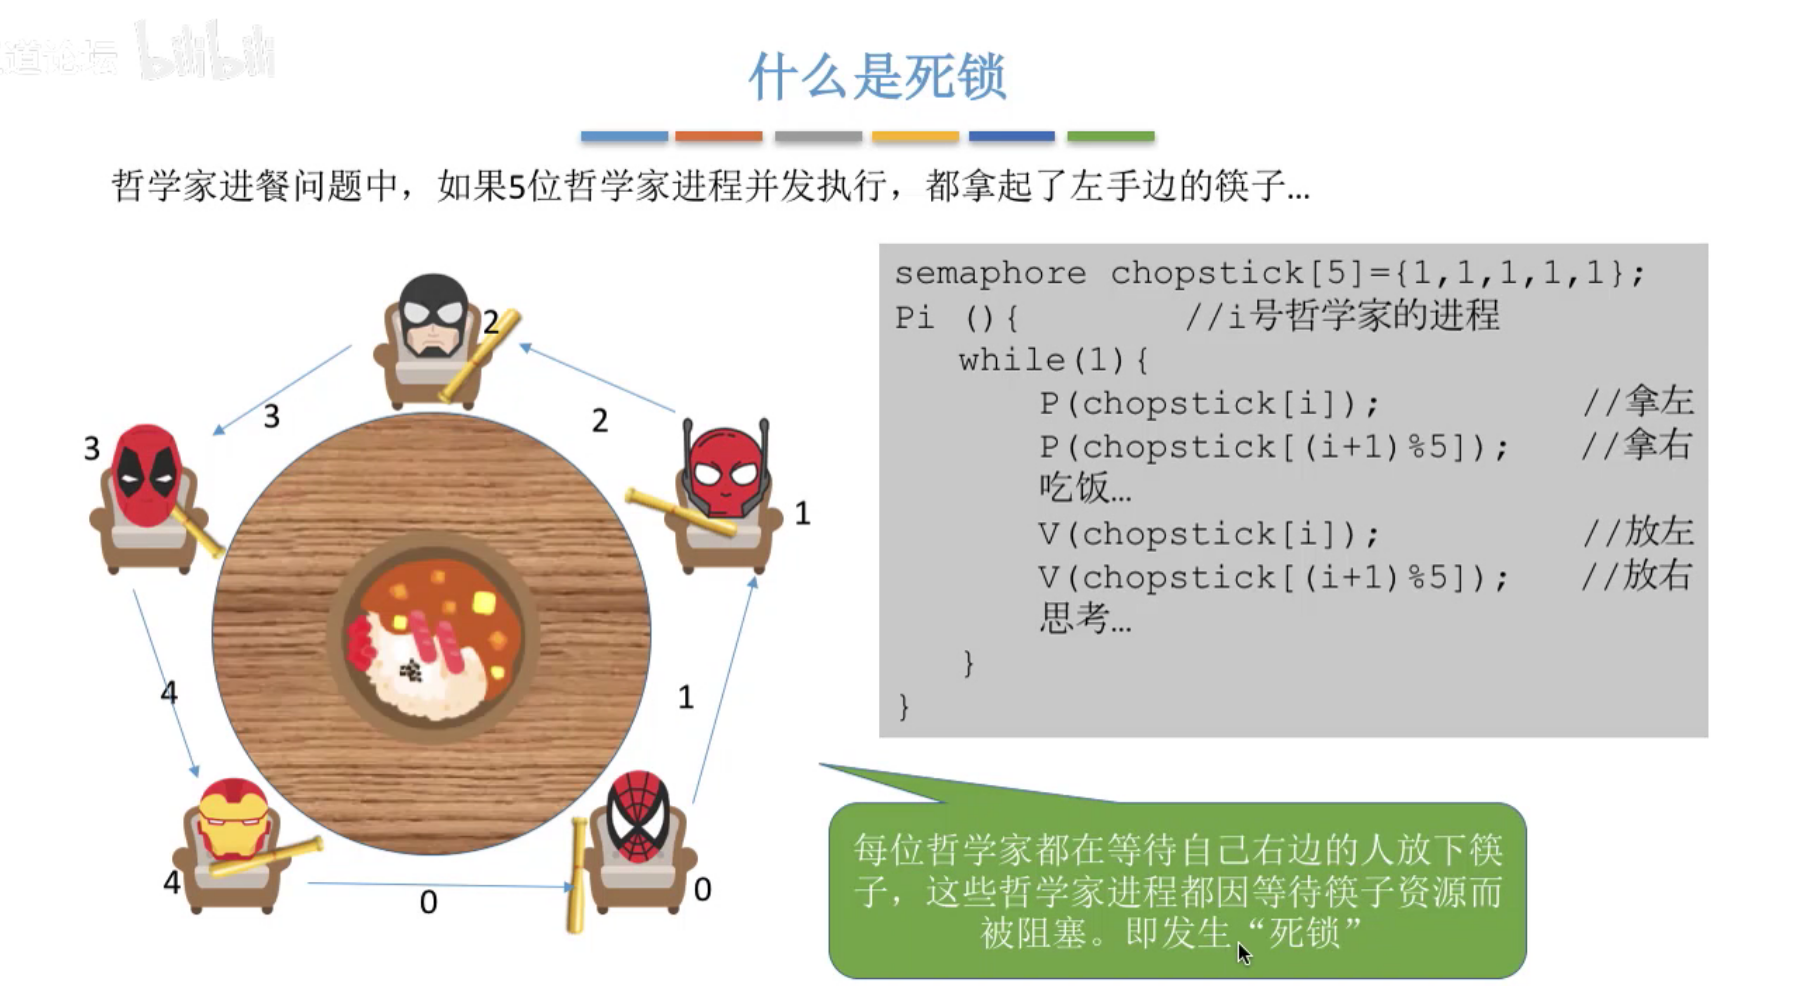 道论坛 bilibili
什么是死锁
哲学家进餐问题中，如果5位哲学家进程并发执行，都拿起了左手边的筷子...
semaphore chopstick[5]={1,1,1,1,1};
Pi (){ //i号哲学家的进程
while(1){
P(chopstick[i]); //拿左
P(chopstick[(i+1)%5]); //拿右
吃饭...
V(chopstick[i]); //放左
V(chopstick[(i+1)%5]); //放右
思考...
}
}
2
3
2
3
1
4
1
4
0
0
每位哲学家都在等待自己右边的人放下筷
子，这些哲学家进程都因等待筷子资源而
被阻塞。即发生“死锁”